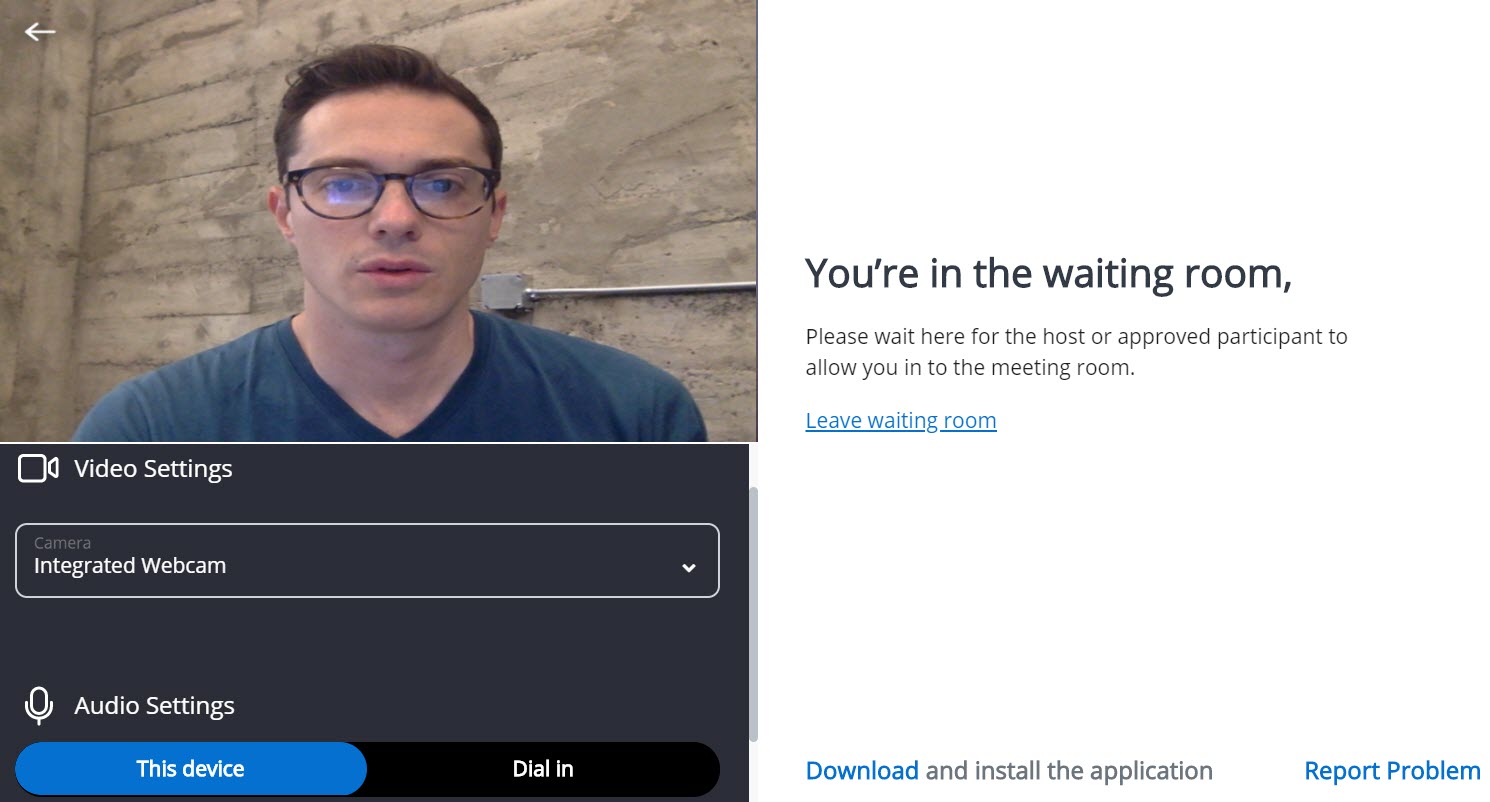 Video Settings
Camera
Integrated Webcam
Audio Settings
This device
Dial in
You’re in the waiting room,
Please wait here for the host or approved participant to
allow you in to the meeting room.
Leave waiting room
Download and install the application
Report Problem